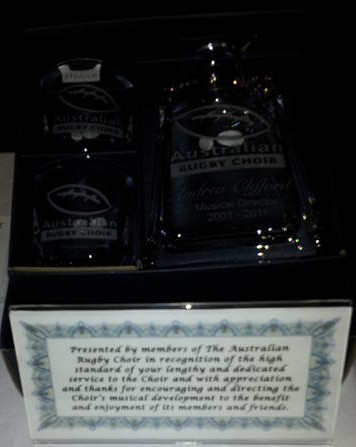 Australian
RUGBY CHOIR
Australian
RUGBY CHOIR
Australian
RUGBY CHOIR
Andrew Clifford
Musical Director
2001 - 2011
Presented by members of The Australian
Rugby Choir in recognition of the high
standard of your lengthy and dedicated
service to the Choir and with appreciation
and thanks for encouraging and directing the
Choir's musical development to the benefit
and enjoyment of its members and friends.